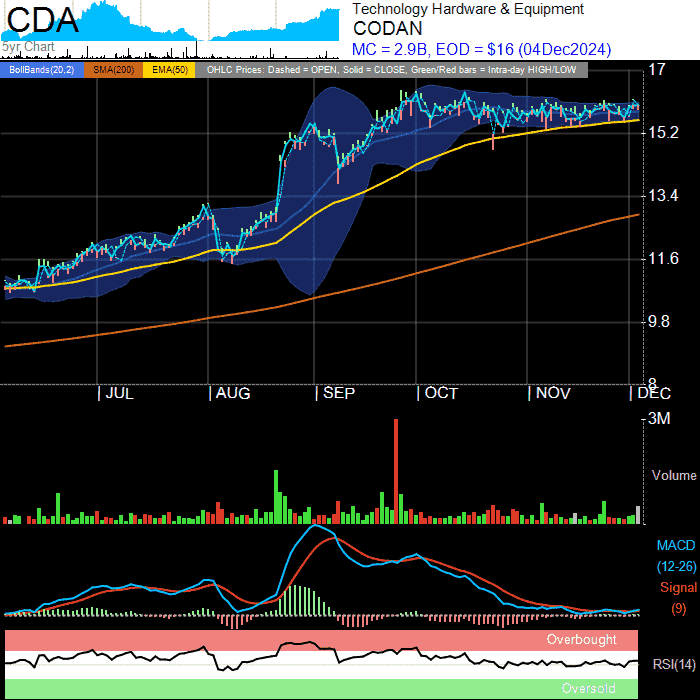 CDA
5yr Chart
Technology Hardware & Equipment
CODAN
MC = 2.9B, EOD = $16 (04Dec2024)
BollBands(20,2) SMA(200) EMA(50) OHLC Prices: Dashed = OPEN, Solid = CLOSE, Green/Red bars = Intra-day HIGH/LOW
17
15.2
13.4
11.6
9.8
8
JUL AUG SEP OCT NOV DEC
3M
Volume
MACD
(12-26)
Signal
(9)
Overbought
RSI(14)
Oversold